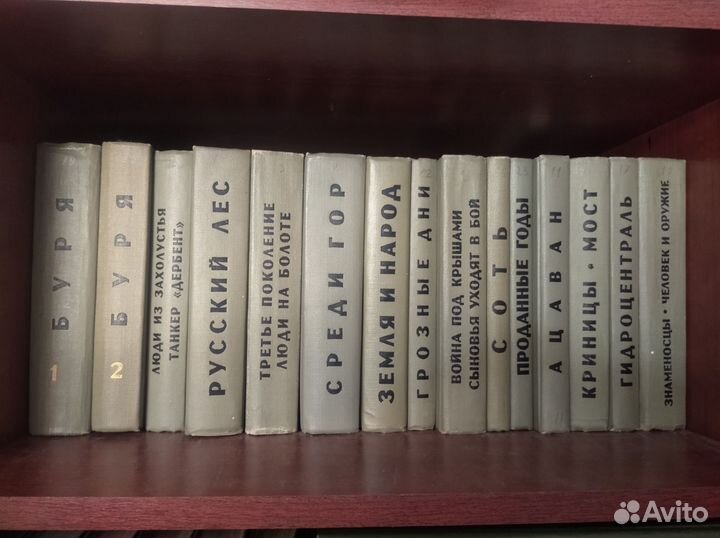 БУРЯ
1
БУРЯ
2
ЛЮДИ ИЗ ЗАХОЛУСТЬЯ
ТАНКЕР «ДЕРБЕНТ»
РУССКИЙ ЛЕС
ТРЕТЬЕ ПОКОЛЕНИЕ
ЛЮДИ НА БОЛОТЕ
СРЕДИ ГОР
ЗЕМЛЯ И НАРОД
ГРОЗНЫЕ ДНИ
ВОЙНА ПОД КРЫШАМИ
СЫНОВЬЯ УХОДЯТ В БОЙ
СОТЬ
ПРОДАННЫЕ ГОДЫ
АЦАВАН
КРИНИЦЫ • МОСТ
ГИДРОЦЕНТРАЛЬ
ЗНАМЕНОСЦЫ • ЧЕЛОВЕК И ОРУЖИЕ
Avito